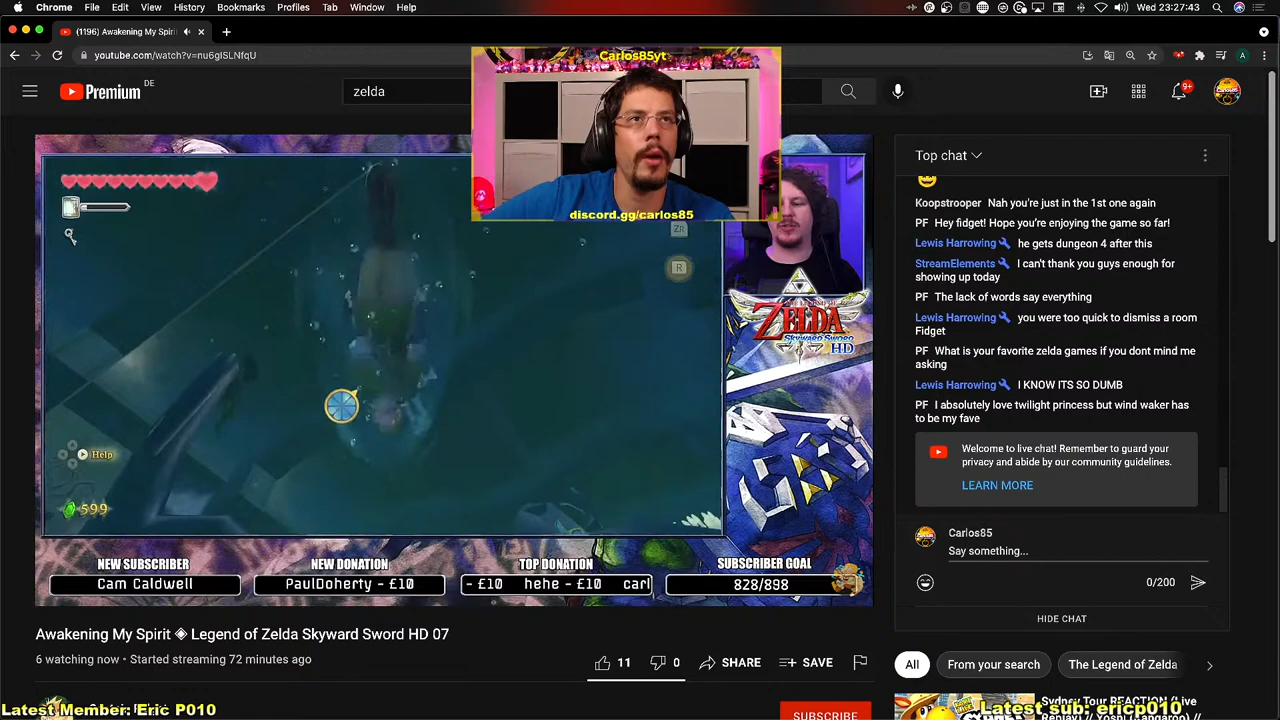 Chrome File Edit View History Bookmarks Profiles Tab Window Help
Wed 23:27:43
(1196) Awakening My Spiri
youtube.com/watch?v=nu6gISLNfqU
A
Carlos85yt
Premium DE
zelda
9+
discord.gg/carlos85
Top chat
Koopstrooper Nah you're just in the 1st one again
PF Hey fidget! Hope you're enjoying the game so far!
Lewis Harrowing he gets dungeon 4 after this
StreamElements I can't thank you guys enough for
showing up today
PF The lack of words say everything
Lewis Harrowing you were too quick to dismiss a room
Fidget
PF What is your favorite zelda games if you dont mind me
asking
Lewis Harrowing I KNOW ITS SO DUMB
PF I absolutely love twilight princess but wind waker has
to be my fave
Welcome to live chat! Remember to guard your
privacy and abide by our community guidelines.
LEARN MORE
Carlos85
Say something...
0/200
HIDE CHAT
ZR
R
THE LEGEND OF
ZELDA
SKYWARD SWORD
HD
Help
599
NEW SUBSCRIBER
Cam Caldwell
NEW DONATION
PaulDoherty - £10
TOP DONATION
- £10 hehe - £10 carl
SUBSCRIBER GOAL
828/898
Awakening My Spirit ◈ Legend of Zelda Skyward Sword HD 07
6 watching now • Started streaming 72 minutes ago
11 0 SHARE SAVE
All From your search The Legend of Zelda
Sydney Tour REACTION (Live
SUBSCRIBE
Latest Member: Eric P010
Latest sub: ericp010